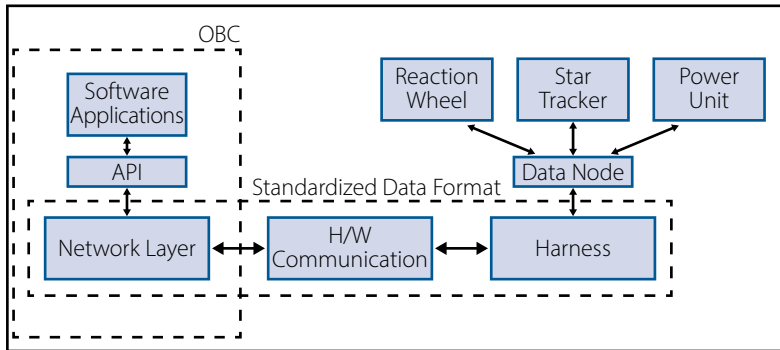 OBC
Software
Applications
API
Reaction
Wheel
Star
Tracker
Power
Unit
Data Node
Standardized Data Format
Network Layer
H/W
Communication
Harness